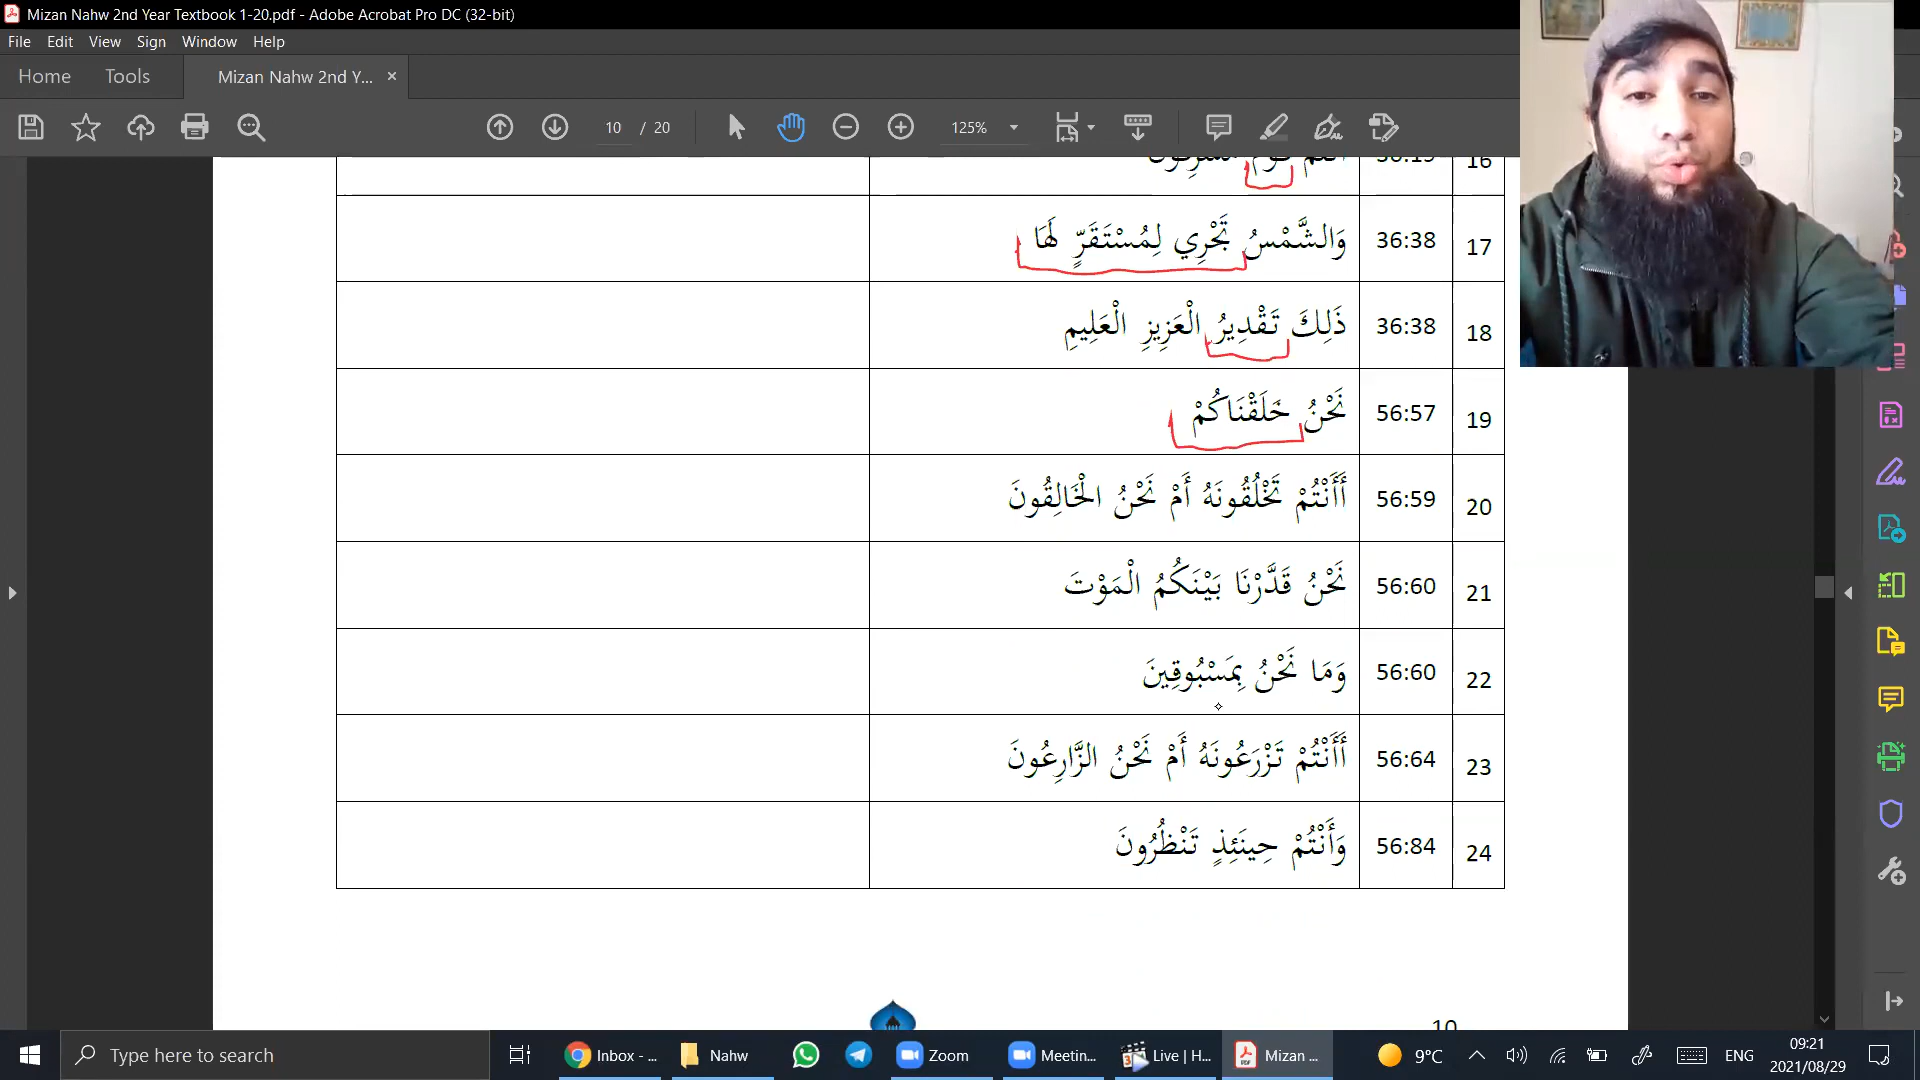 Mizan Nahw 2nd Year Textbook 1-20.pdf - Adobe Acrobat Pro DC (32-bit)
File Edit View Sign Window Help
Home Tools Mizan Nahw 2nd Y... ×
10 / 20 125%
16 36:19 أَنْتُمْ قَوْمٌ مُسْرِفُونَ
17 36:38 وَالشَّمْسُ تَجْرِي لِمُسْتَقَرٍّ لَهَا
18 36:38 ذَلِكَ تَقْدِيرُ الْعَزِيزِ الْعَلِيمِ
19 56:57 نَحْنُ خَلَقْنَاكُمْ
20 56:59 أَأَنْتُمْ تَخْلُقُونَهُ أَمْ نَحْنُ الْخَالِقُونَ
21 56:60 نَحْنُ قَدَّرْنَا بَيْنَكُمُ الْمَوْتَ
22 56:60 وَمَا نَحْنُ بِمَسْبُوقِينَ
23 56:64 أَأَنْتُمْ تَزْرَعُونَهُ أَمْ نَحْنُ الزَّارِعُونَ
24 56:84 وَأَنْتُمْ حِينَئِذٍ تَنْظُرُونَ
10
Type here to search Inbox - ... Nahw Zoom Meetin... Live | H... Mizan ... 9°C ENG 09:21
2021/08/29